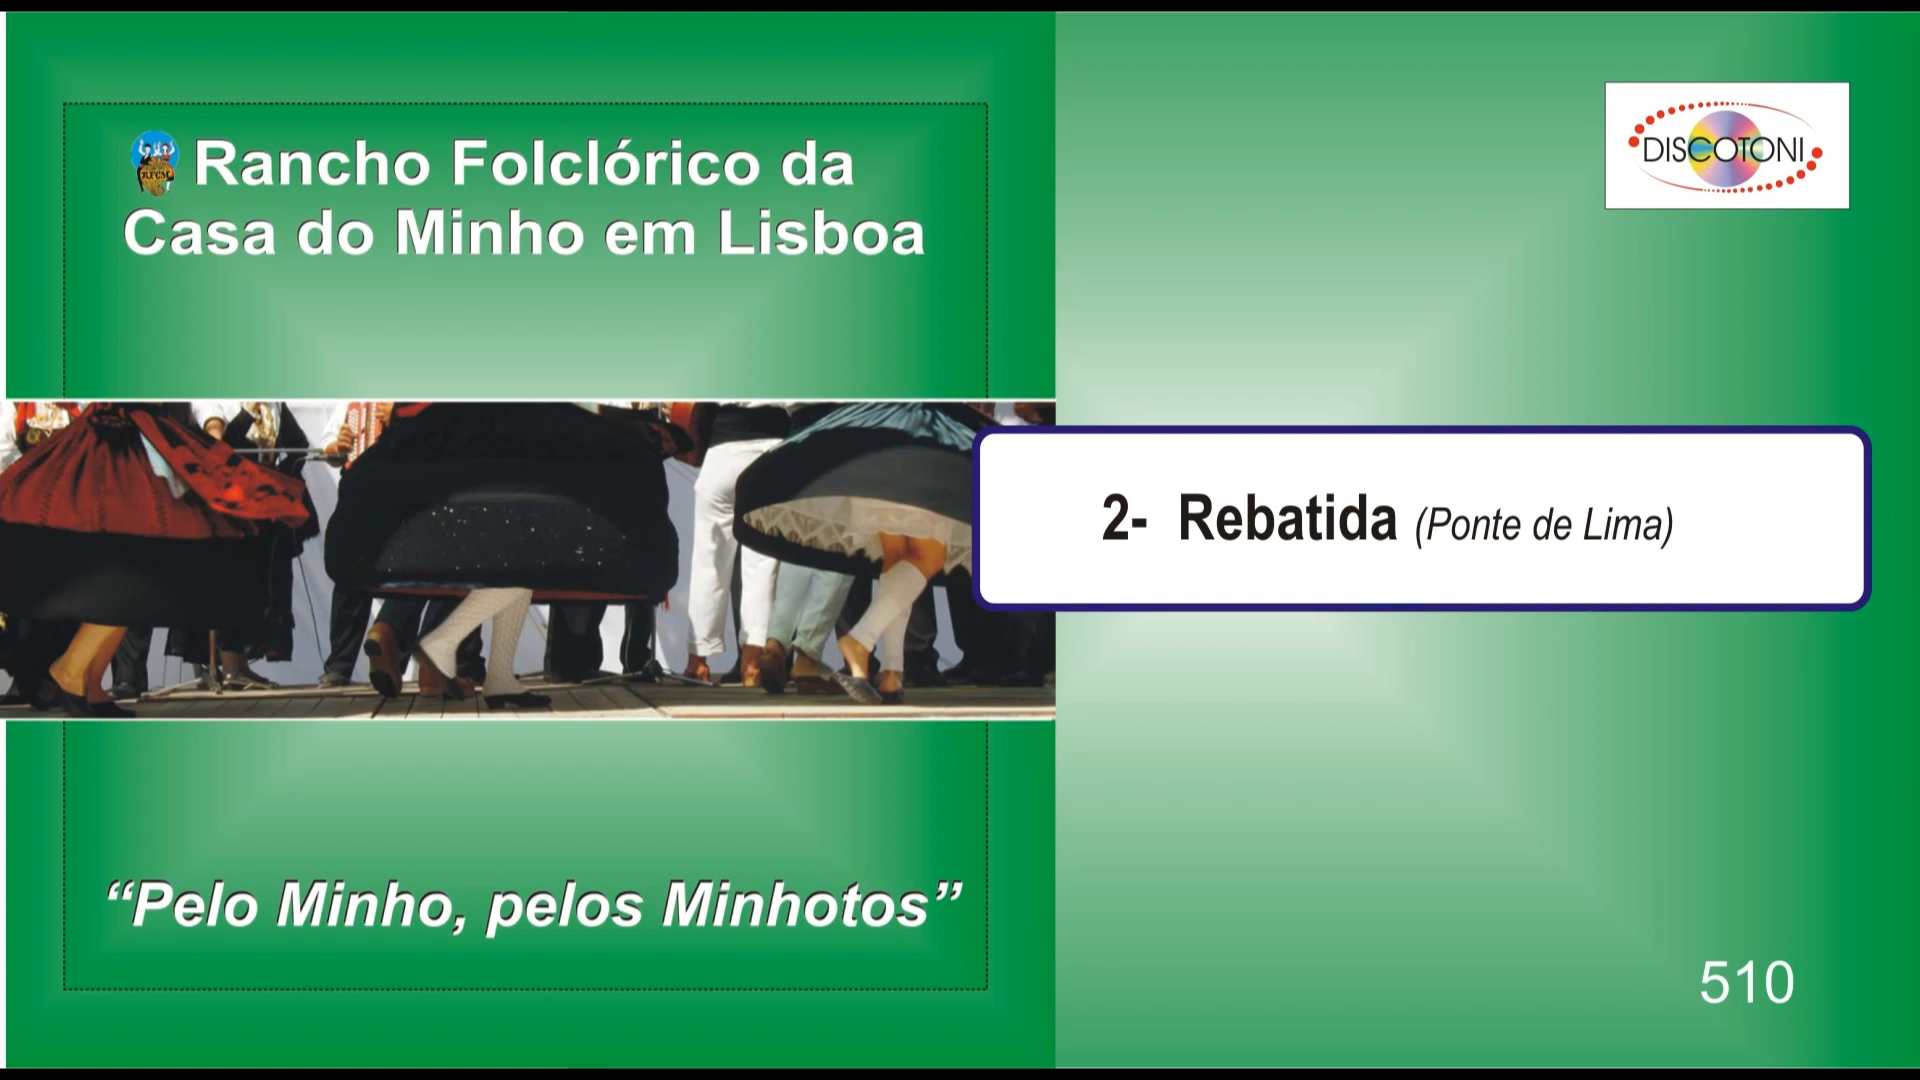 Rancho Folclórico da
Casa do Minho em Lisboa
DISCOTONI
2- Rebatida (Ponte de Lima)
“Pelo Minho, pelos Minhotos”
510